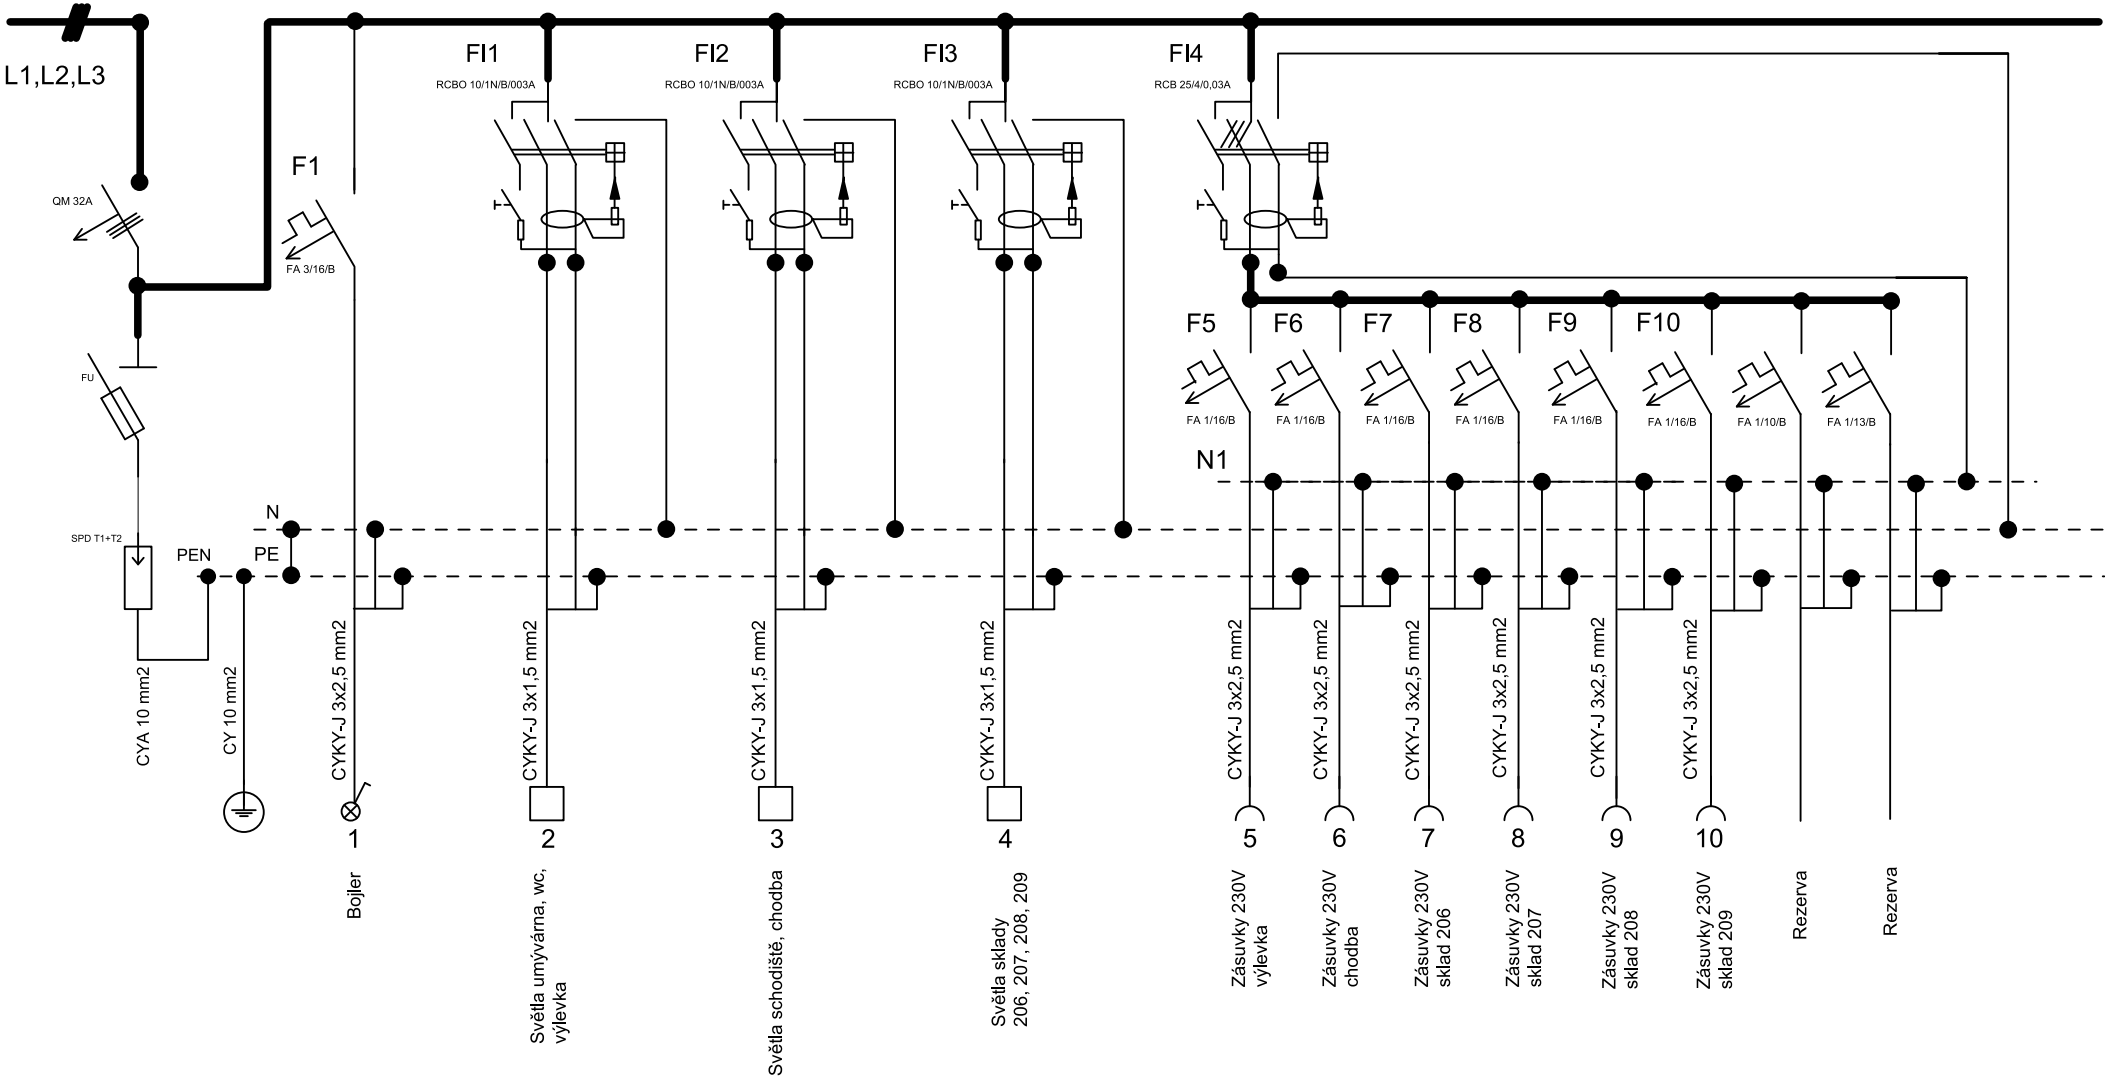 L1,L2,L3
QM 32A
FU
SPD T1+T2
PEN
N
PE
CYA 10 mm2
CY 10 mm2
F1
FA 3/16/B
CYKY-J 3x2,5 mm2
1
Bojler
FI1
RCBO 10/1N/B/003A
CYKY-J 3x1,5 mm2
2
Světla umývárna, wc,
výlevka
FI2
RCBO 10/1N/B/003A
CYKY-J 3x1,5 mm2
3
Světla schodiště, chodba
FI3
RCBO 10/1N/B/003A
CYKY-J 3x1,5 mm2
4
Světla sklady
206, 207, 208, 209
FI4
RCB 25/4/0,03A
N1
F5
FA 1/16/B
CYKY-J 3x2,5 mm2
5
Zásuvky 230V
výlevka
F6
FA 1/16/B
CYKY-J 3x2,5 mm2
6
Zásuvky 230V
chodba
F7
FA 1/16/B
CYKY-J 3x2,5 mm2
7
Zásuvky 230V
sklad 206
F8
FA 1/16/B
CYKY-J 3x2,5 mm2
8
Zásuvky 230V
sklad 207
F9
FA 1/16/B
CYKY-J 3x2,5 mm2
9
Zásuvky 230V
sklad 208
F10
FA 1/16/B
CYKY-J 3x2,5 mm2
10
Zásuvky 230V
sklad 209
FA 1/10/B
Rezerva
FA 1/13/B
Rezerva